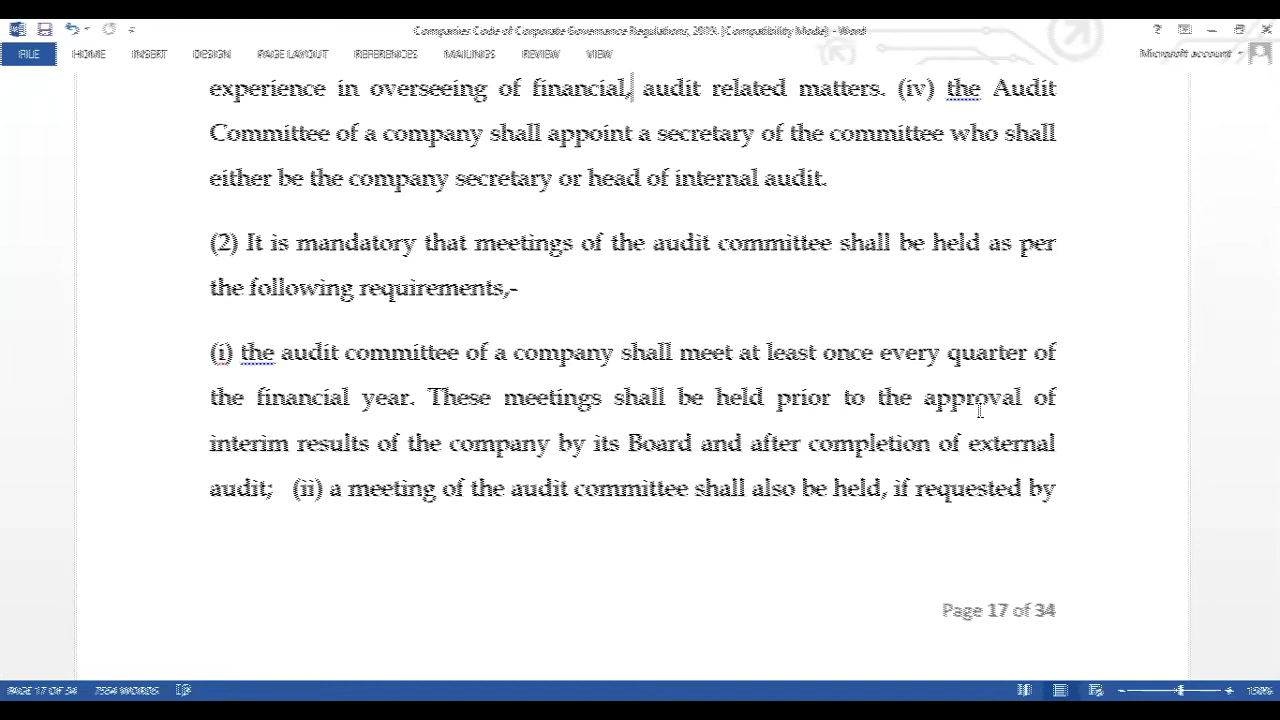 Companies Code of Corporate Governance Regulations, 2019. [Compatibility Mode] - Word
FILE HOME INSERT DESIGN PAGE LAYOUT REFERENCES MAILINGS REVIEW VIEW Microsoft account
experience in overseeing of financial, audit related matters. (iv) the Audit
Committee of a company shall appoint a secretary of the committee who shall
either be the company secretary or head of internal audit.
(2) It is mandatory that meetings of the audit committee shall be held as per
the following requirements,-
(i) the audit committee of a company shall meet at least once every quarter of
the financial year. These meetings shall be held prior to the approval of
interim results of the company by its Board and after completion of external
audit; (ii) a meeting of the audit committee shall also be held, if requested by
Page 17 of 34
PAGE 17 OF 34 WORDS